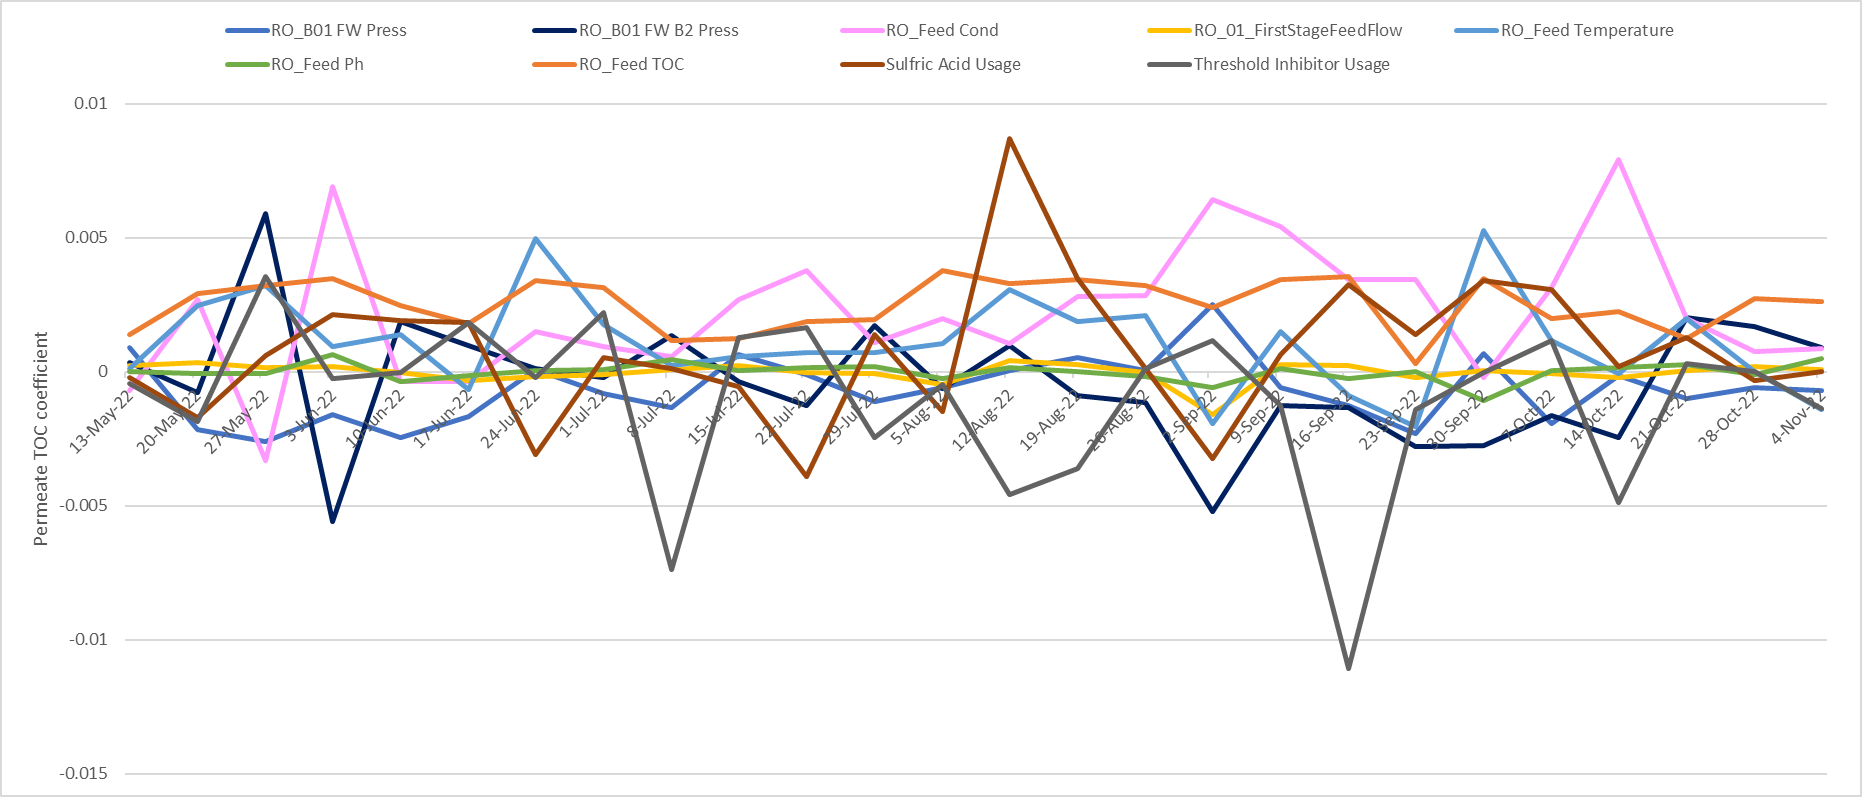 RO_B01 FW Press RO_B01 FW B2 Press RO_Feed Cond RO_01_FirstStageFeedFlow RO_Feed Temperature
RO_Feed Ph RO_Feed TOC Sulfric Acid Usage Threshold Inhibitor Usage
0.01
0.005
0
-0.005
-0.01
-0.015
Permeate TOC coefficient
13-May-22
20-May-22
27-May-22
3-Jun-22
10-Jun-22
17-Jun-22
24-Jun-22
1-Jul-22
8-Jul-22
15-Jul-22
22-Jul-22
29-Jul-22
5-Aug-22
12-Aug-22
19-Aug-22
26-Aug-22
2-Sep-22
9-Sep-22
16-Sep-22
23-Sep-22
30-Sep-22
7-Oct-22
14-Oct-22
21-Oct-22
28-Oct-22
4-Nov-22